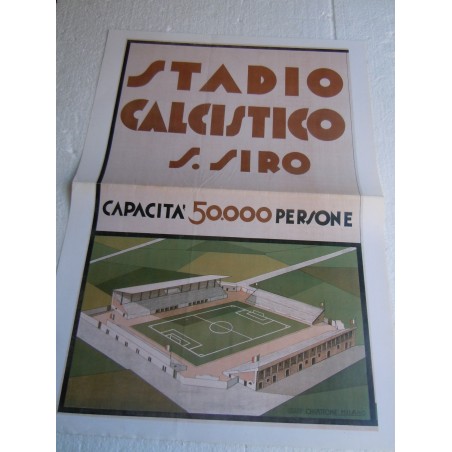 STADIO
CALCISTICO
S. SIRO
CAPACITA' 50.000 PERSONE